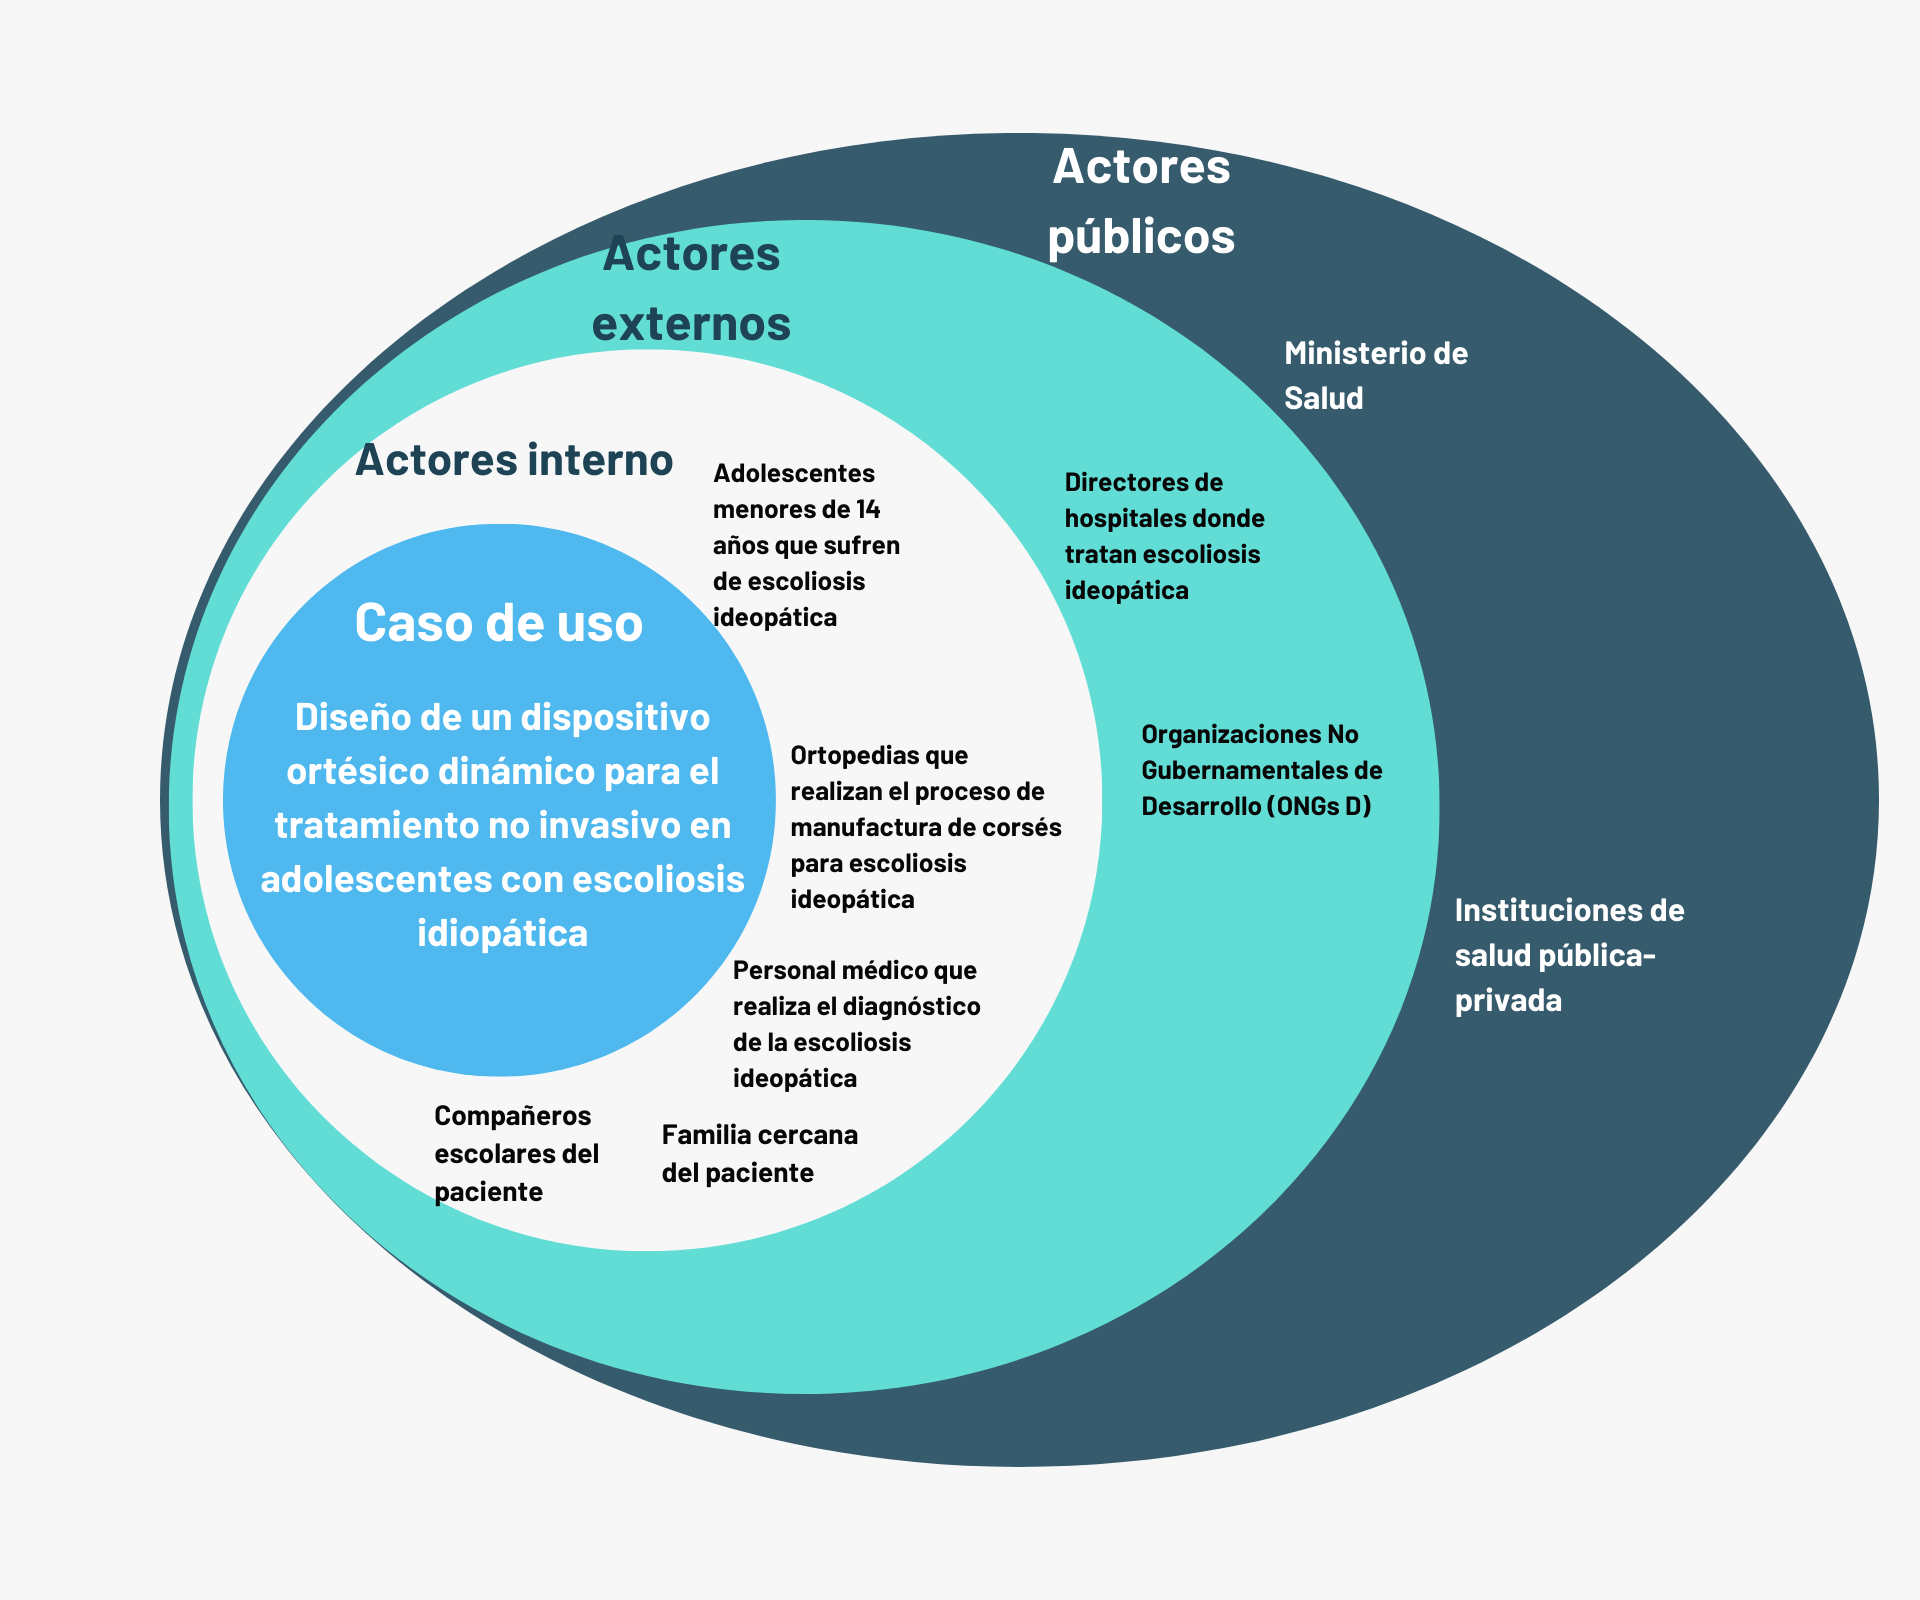 Actores
públicos
Actores
externos
Ministerio de
Salud
Actores interno
Adolescentes
menores de 14
años que sufren
de escoliosis
ideopática
Directores de
hospitales donde
tratan escoliosis
ideopática
Caso de uso
Diseño de un dispositivo
ortésico dinámico para el
tratamiento no invasivo en
adolescentes con escoliosis
idiopática
Ortopedias que
realizan el proceso de
manufactura de corsés
para escoliosis
ideopática
Organizaciones No
Gubernamentales de
Desarrollo (ONGs D)
Instituciones de
salud pública-
privada
Personal médico que
realiza el diagnóstico
de la escoliosis
ideopática
Compañeros
escolares del
paciente
Familia cercana
del paciente